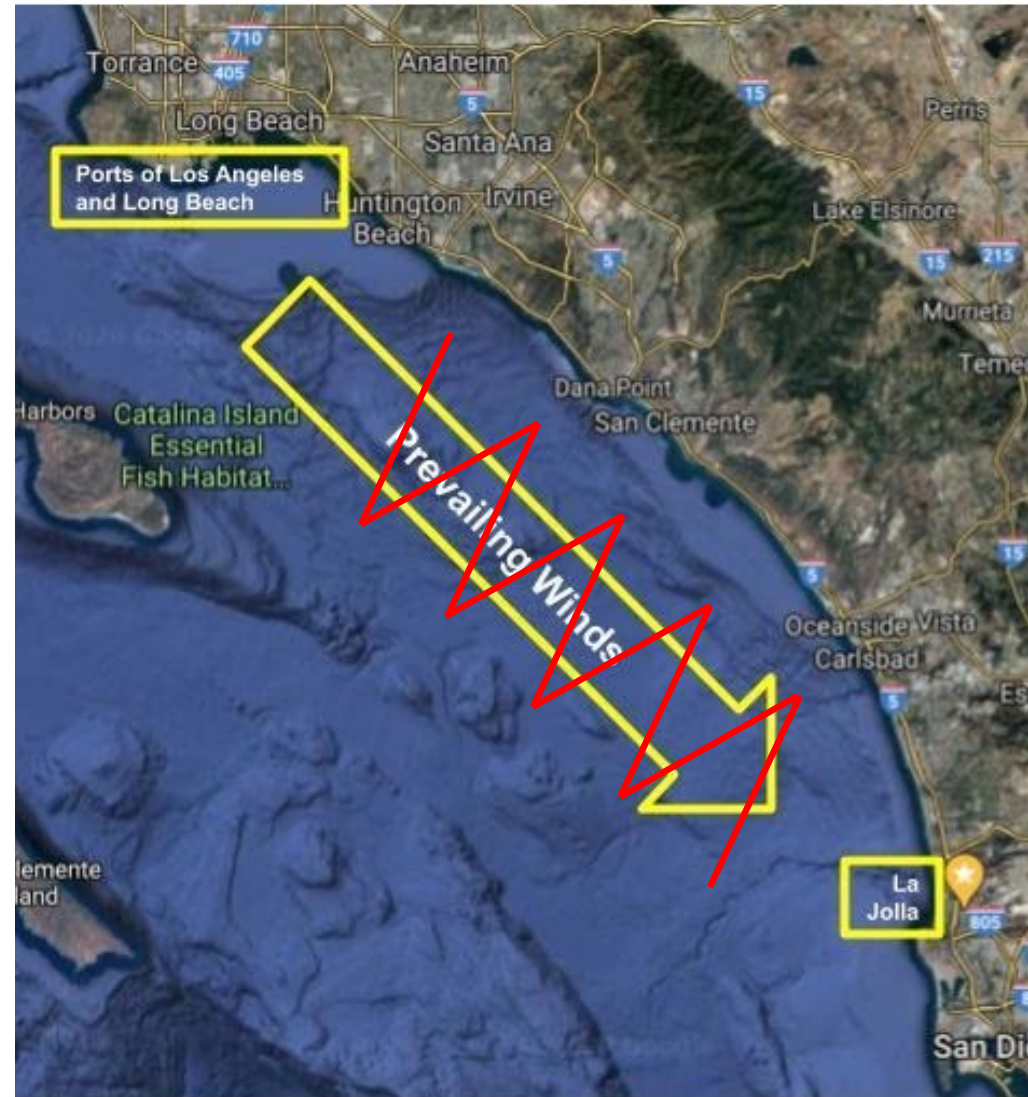 710
Torrance
405
Anaheim
5
15
Perris
Long Beach
Santa Ana
Ports of Los Angeles
and Long Beach
Huntington
Beach
Irvine
Lake Elsinore
5
15
215
Murrieta
Teme
Dana Point
San Clemente
Harbors
Catalina Island
Essential
Fish Habitat...
Prevailing Winds
15
5
Oceanside
Vista
Carlsbad
5
Es
lemente
land
La
Jolla
805
San Di